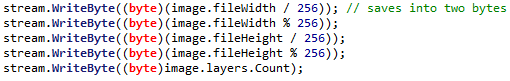 stream.WriteByte((byte)(image.fileWidth / 256)); // saves into two bytes
stream.WriteByte((byte)(image.fileWidth % 256));
stream.WriteByte((byte)(image.fileHeight / 256));
stream.WriteByte((byte)(image.fileHeight % 256));
stream.WriteByte((byte)image.layers.Count);